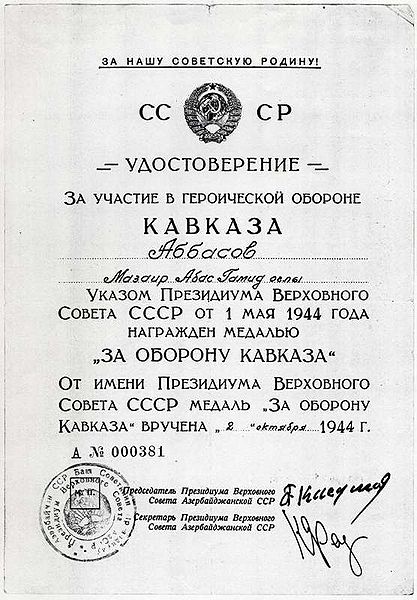 ЗА НАШУ СОВЕТСКУЮ РОДИНУ!
СС СР
УДОСТОВЕРЕНИЕ
ЗА УЧАСТИЕ В ГЕРОИЧЕСКОЙ ОБОРОНЕ
КАВКАЗА
Аббасов
Мазаир Абас Гамид оглы
УКАЗОМ ПРЕЗИДИУМА ВЕРХОВНОГО
СОВЕТА СССР ОТ 1 МАЯ 1944 ГОДА
НАГРАЖДЕН МЕДАЛЬЮ
„ЗА ОБОРОНУ КАВКАЗА“
ОТ ИМЕНИ ПРЕЗИДИУМА ВЕРХОВНОГО
СОВЕТА СССР МЕДАЛЬ „ЗА ОБОРОНУ
КАВКАЗА“ ВРУЧЕНА „2“ октября 1944 Г.
А № 000381
Председатель Президиума Верховного
Совета Азербайджанской ССР
Секретарь Президиума Верховного
Совета Азербайджанской ССР